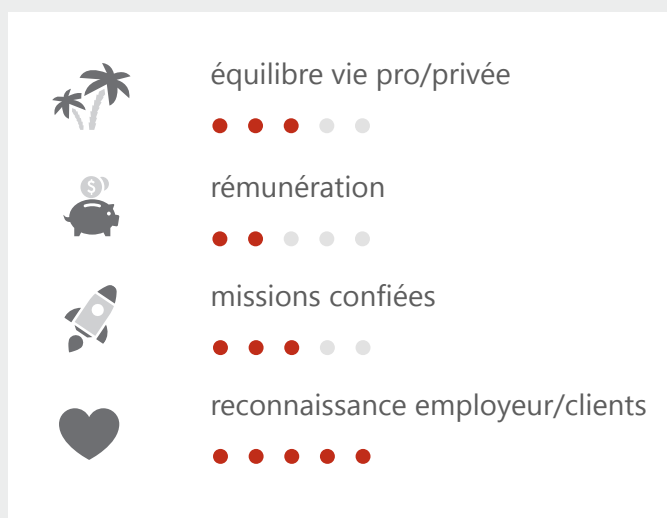 équilibre vie pro/privée
$
rémunération
missions confiées
reconnaissance employeur/clients